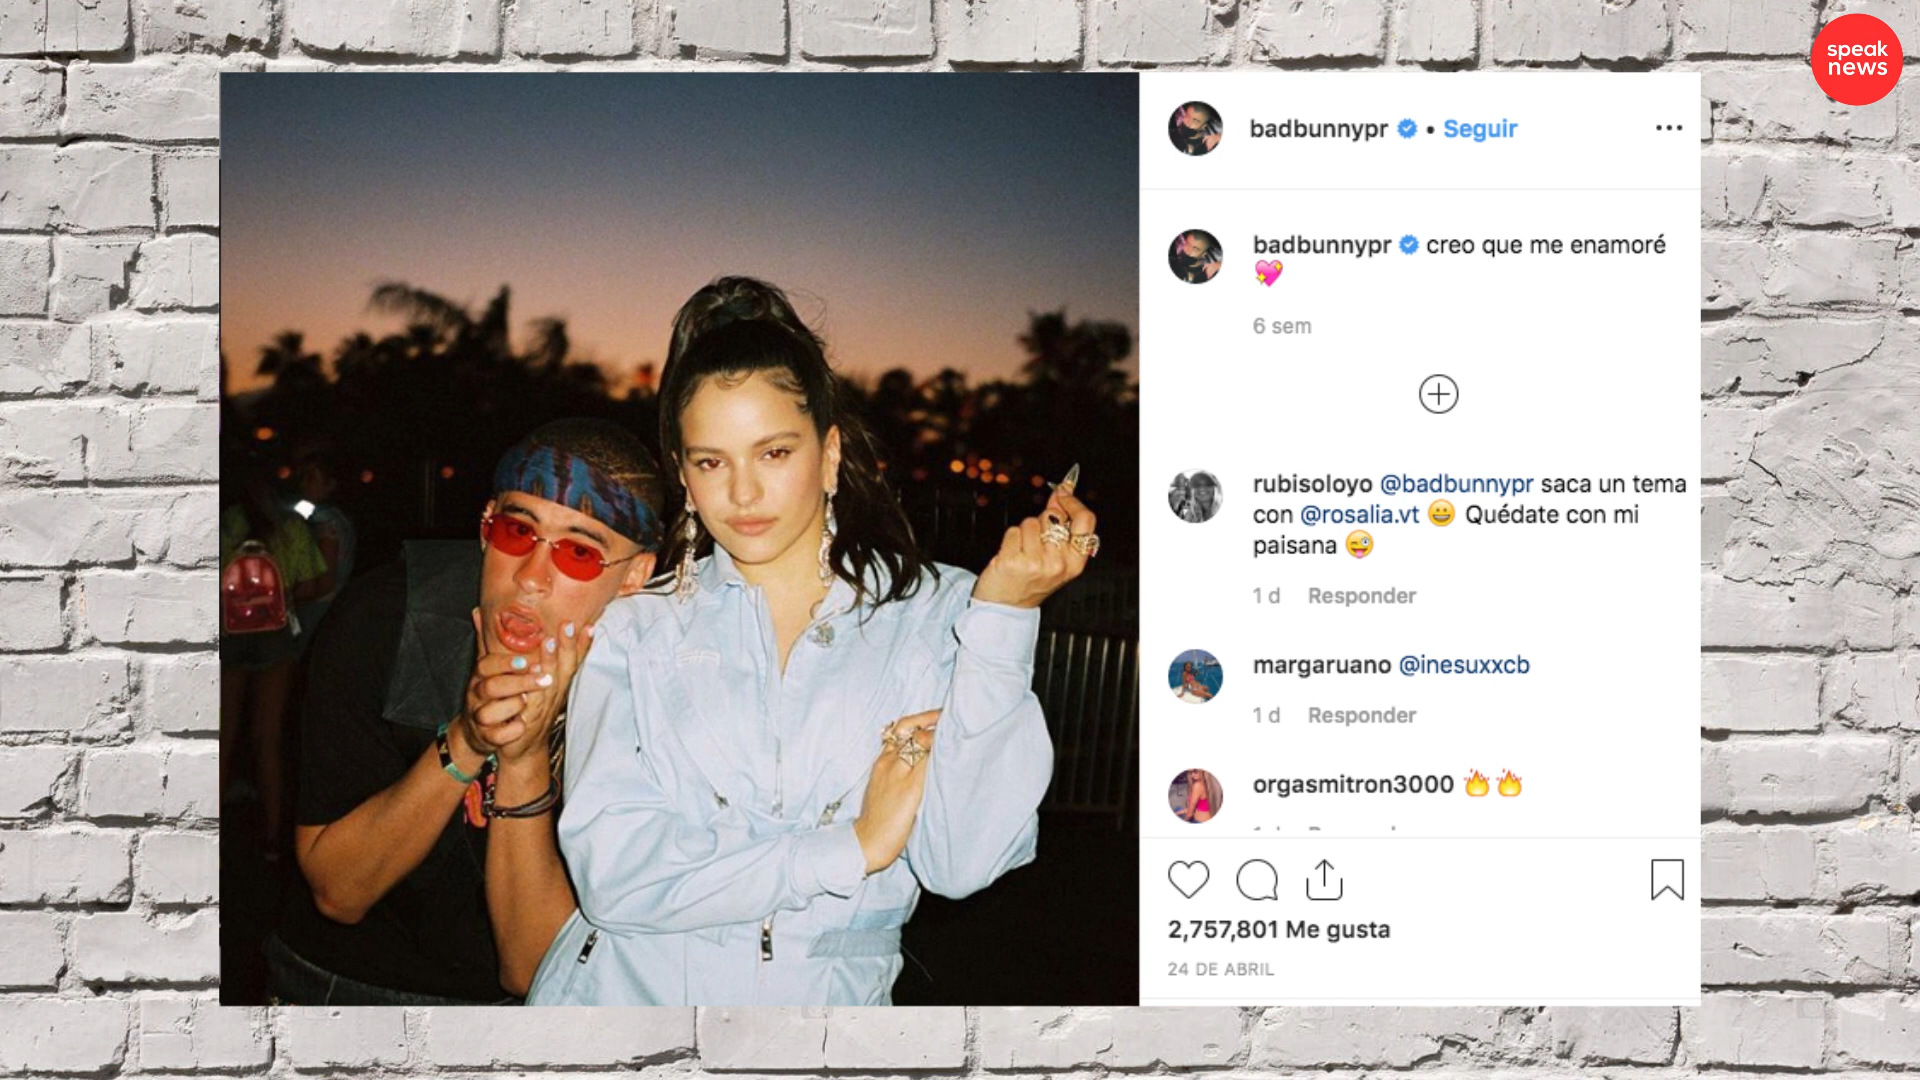 speak
news
badbunnypr • Seguir
badbunnypr creo que me enamoré
💖
6 sem
rubisoloyo @badbunnypr saca un tema
con @rosalia.vt 😀 Quédate con mi
paisana 😜
1 d Responder
margaruano @inesuxxcb
1 d Responder
orgasmitron3000 🔥🔥
2,757,801 Me gusta
24 DE ABRIL